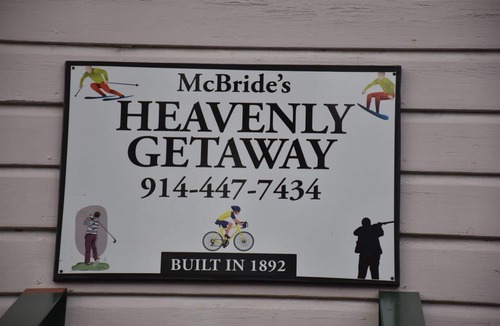 McBride's
HEAVENLY
GETAWAY
914-447-7434
BUILT IN 1892